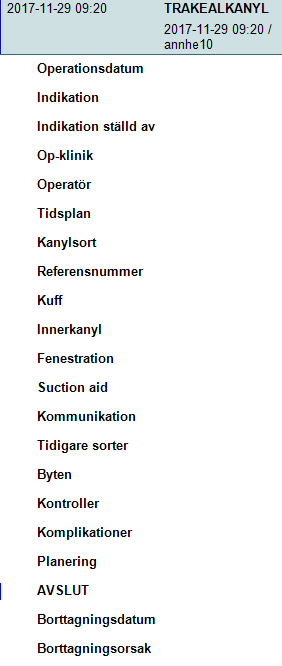 2017-11-29 09:20 TRAKEALKANYL
2017-11-29 09:20 /
annhe10
Operationsdatum
Indikation
Indikation ställd av
Op-klinik
Operatör
Tidsplan
Kanylsort
Referensnummer
Kuff
Innerkanyl
Fenestration
Suction aid
Kommunikation
Tidigare sorter
Byten
Kontroller
Komplikationer
Planering
AVSLUT
Borttagningsdatum
Borttagningsorsak